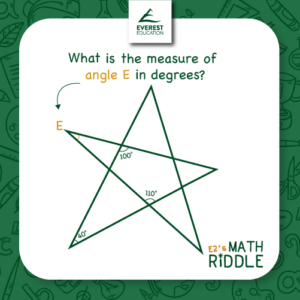 EVEREST
EDUCATION
What is the measure of
angle E in degrees?
E
100°
110°
40°
E2's MATH
RIDDLE